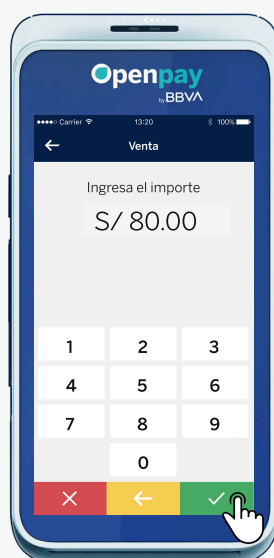 Openpay
by BBVA
Carrier 13:20 100%
Venta
Ingresa el importe
S/ 80.00
1 2 3
4 5 6
7 8 9
0